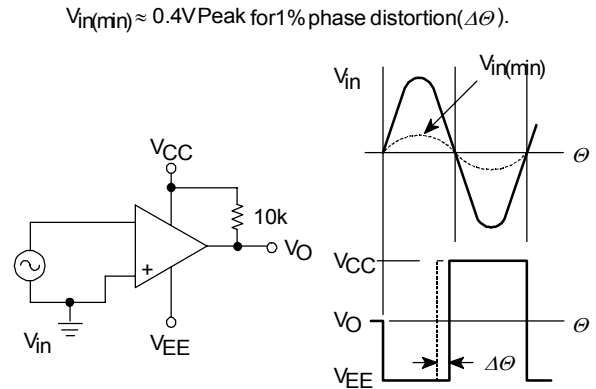 Vin(min) ≈ 0.4V Peak for 1% phase distortion(ΔΘ).
Vin
Vin(min)
Θ
VCC
10k
VO
+
VEE
Vin
VCC
VO
Θ
VEE
ΔΘ